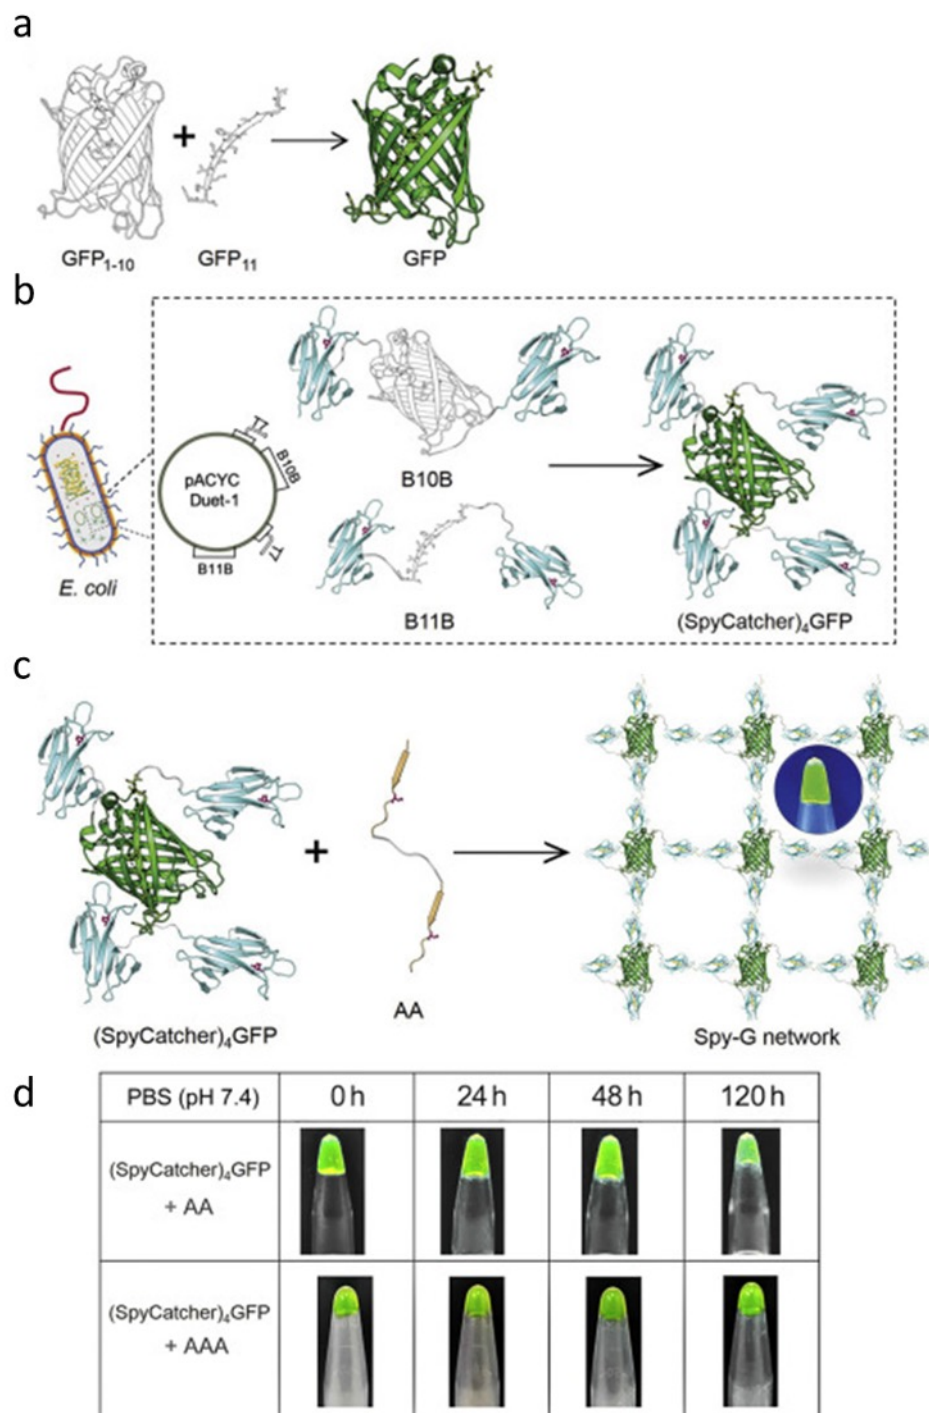 a
+
GFP₁₋₁₀
GFP₁₁
GFP
b
T7
B10B
pACYC
Duet-1
T7
B11B
E. coli
B10B
B11B
(SpyCatcher)₄GFP
c
+
(SpyCatcher)₄GFP
AA
Spy-G network
d
PBS (pH 7.4) 0 h 24 h 48 h 120 h
(SpyCatcher)₄GFP
+ AA
(SpyCatcher)₄GFP
+ AAA